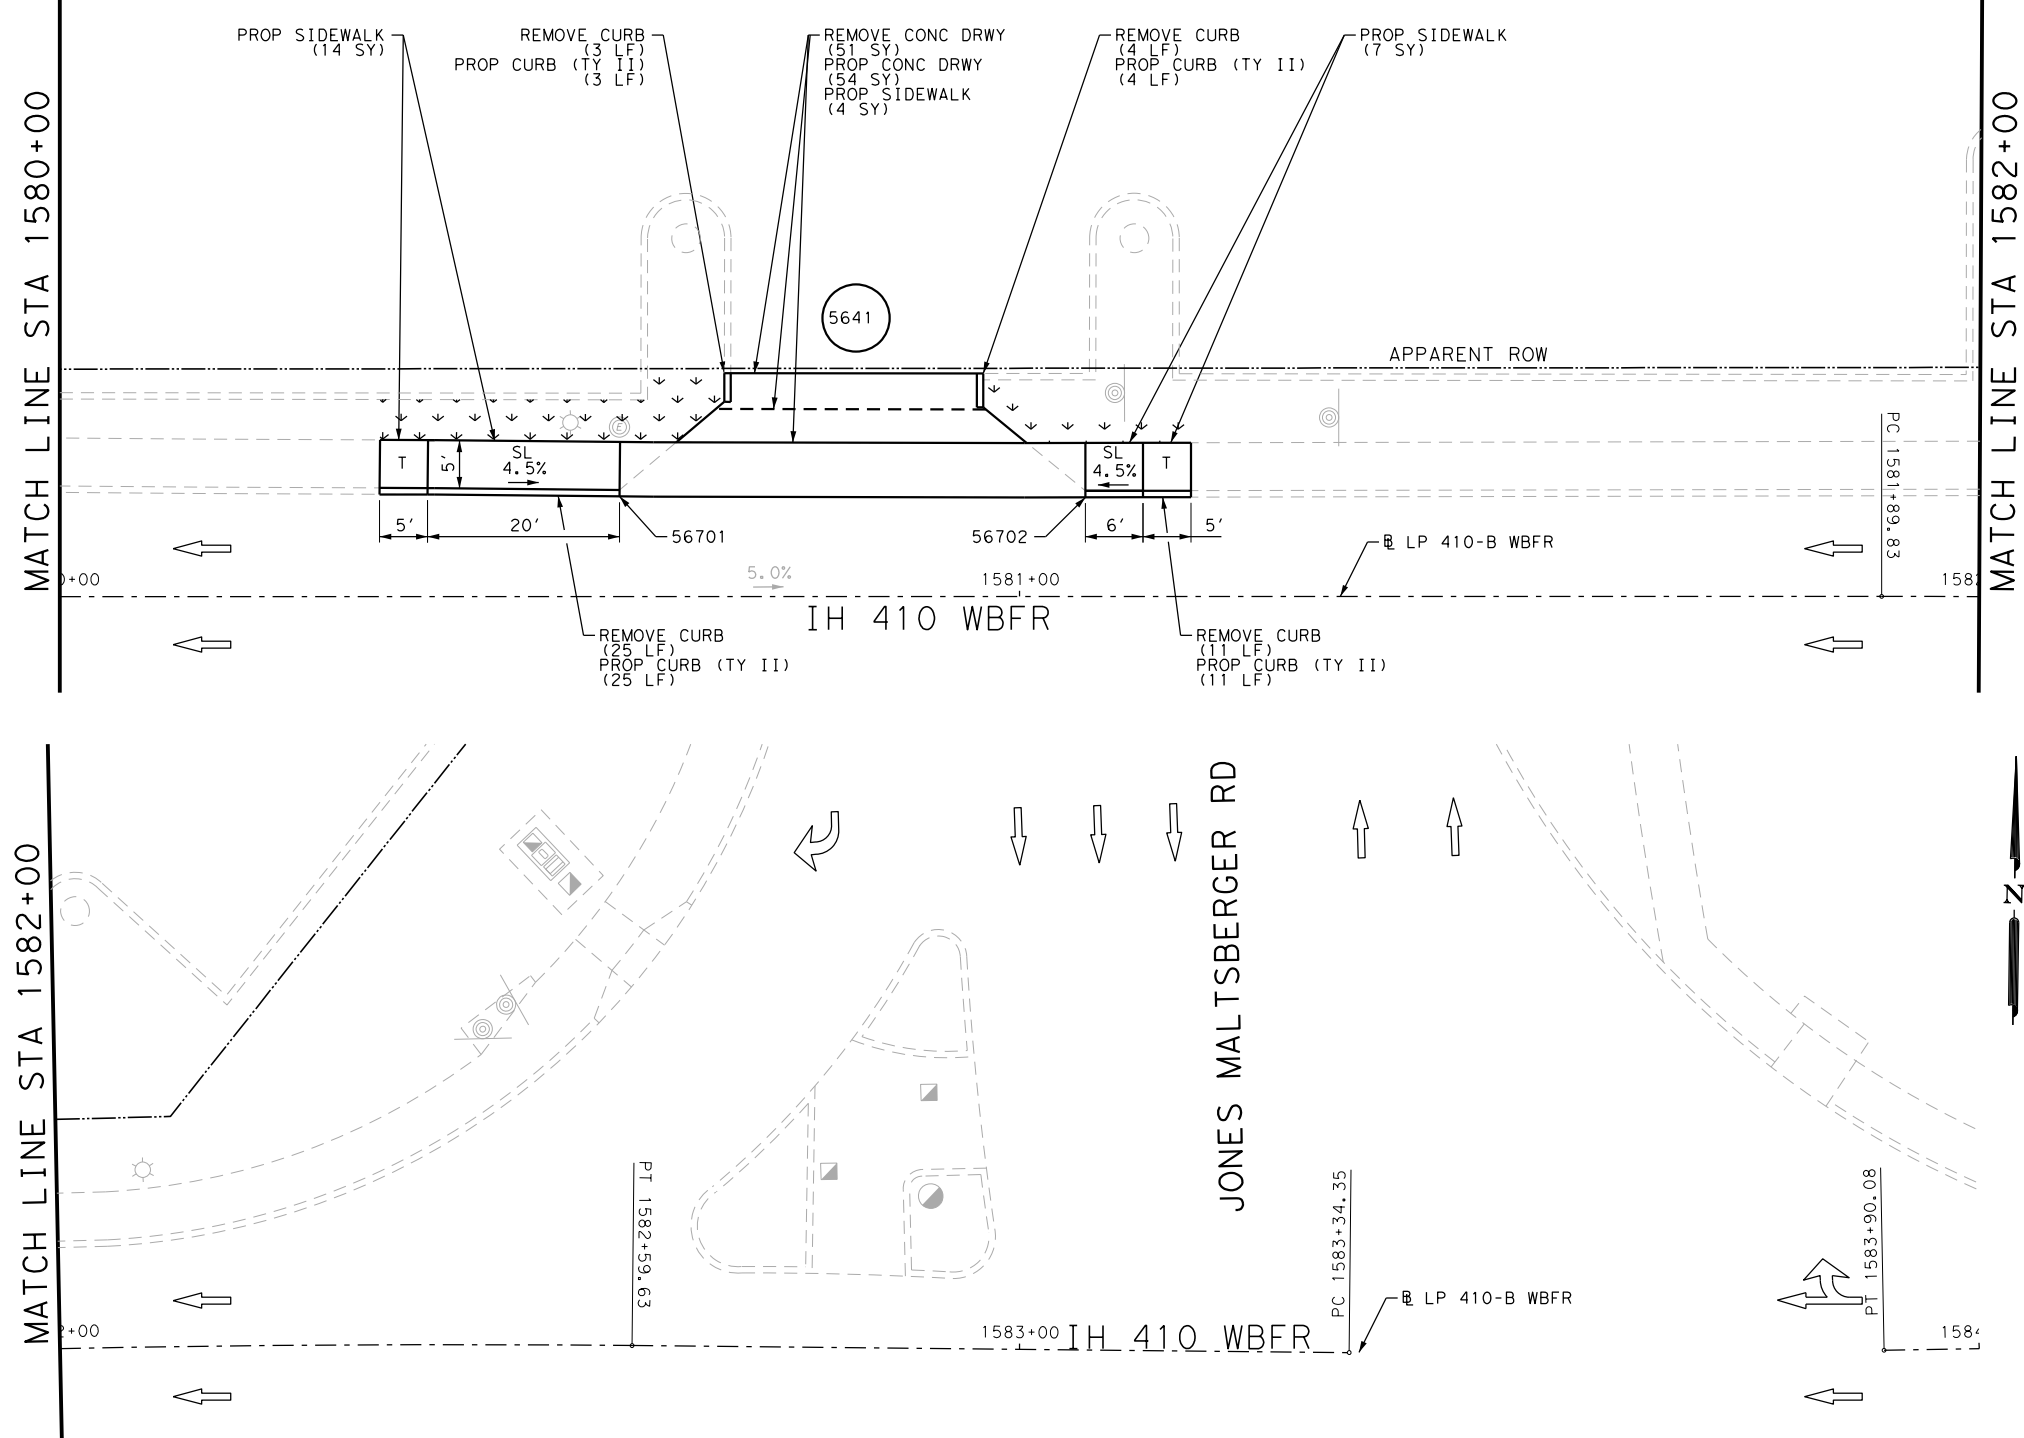 PROP SIDEWALK
(14 SY)
REMOVE CURB
(3 LF)
PROP CURB (TY II)
(3 LF)
REMOVE CONC DRWY
(51 SY)
PROP CONC DRWY
(54 SY)
PROP SIDEWALK
(4 SY)
REMOVE CURB
(4 LF)
PROP CURB (TY II)
(4 LF)
PROP SIDEWALK
(7 SY)
MATCH LINE STA 1580+00
MATCH LINE STA 1582+00
5641
APPARENT ROW
E
T
5'
SL
4.5%
SL
4.5%
T
5'
20'
56701
56702
6'
5'
PC 1581+89.83
℄ LP 410-B WBFR
0+00
5.0%
1581+00
1582
IH 410 WBFR
REMOVE CURB
(25 LF)
PROP CURB (TY II)
(25 LF)
REMOVE CURB
(11 LF)
PROP CURB (TY II)
(11 LF)
MATCH LINE STA 1582+00
JONES MALTSBERGER RD
N
PT 1582+59.63
PC 1583+34.35
PT 1583+90.08
℄ LP 410-B WBFR
2+00
1583+00
IH 410 WBFR
1584